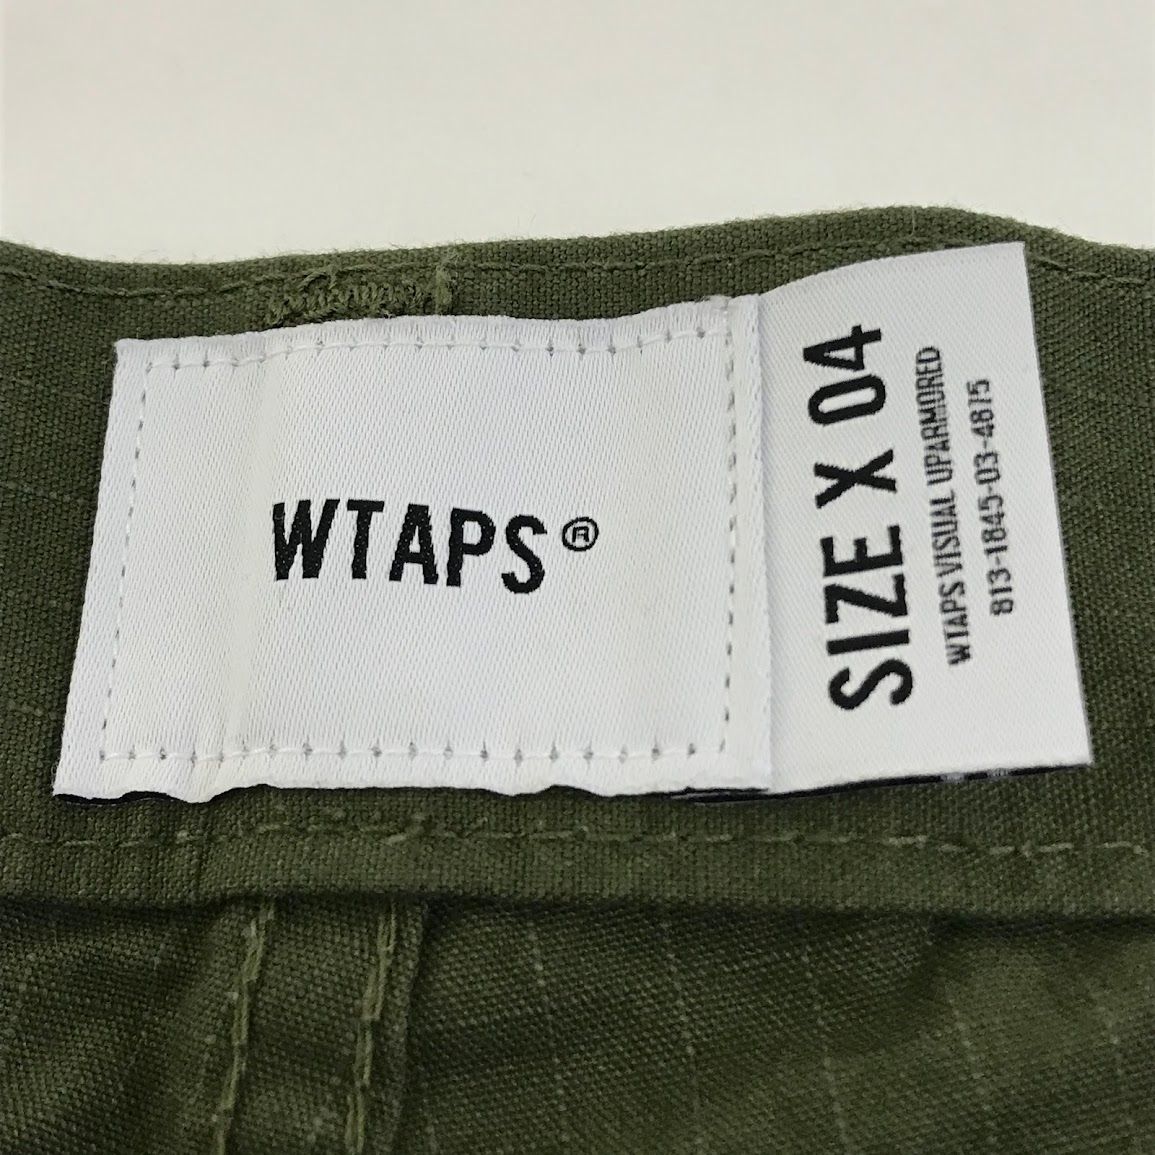 WTAPS®
SIZE X 04
WTAPS VISUAL UPARMORED
813-1845-03-4875